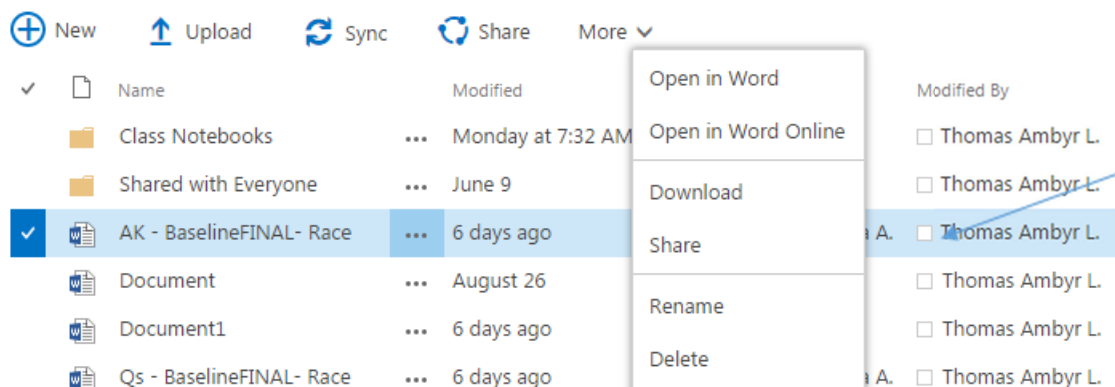 New Upload Sync Share More
Name Modified Modified By
Open in Word
Class Notebooks ... Monday at 7:32 AM Open in Word Online Thomas Ambyr L.
Shared with Everyone ... June 9 Download Thomas Ambyr L.
AK - BaselineFINAL- Race ... 6 days ago Share A. Thomas Ambyr L.
Document ... August 26 Thomas Ambyr L.
Rename
Document1 ... 6 days ago Thomas Ambyr L.
Delete
Qs - BaselineFINAL- Race ... 6 days ago A. Thomas Ambyr L.